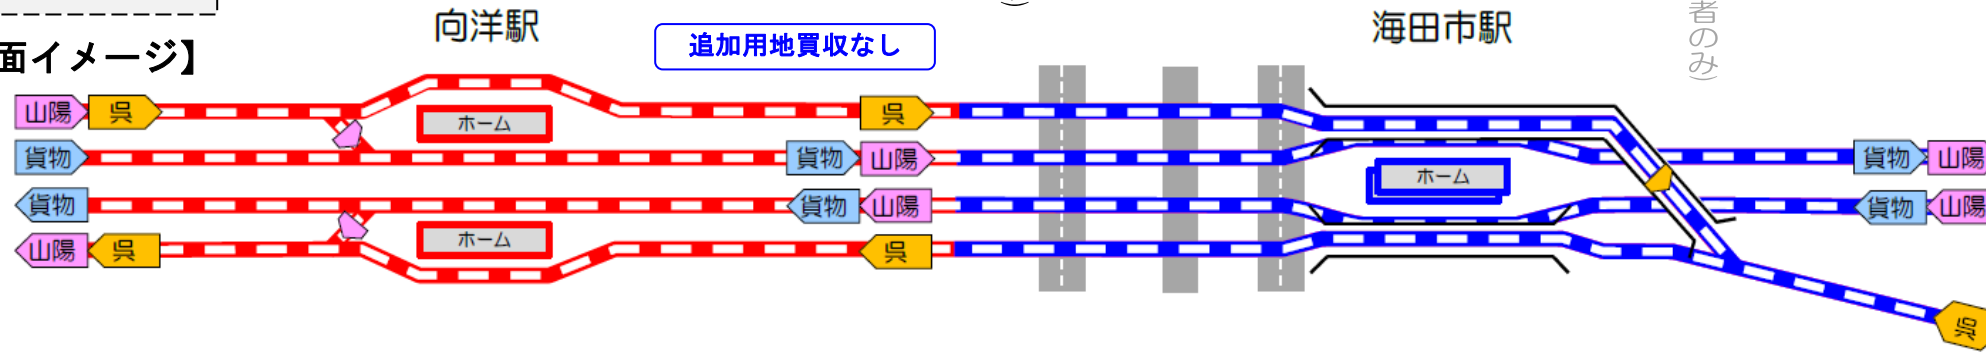 向洋駅
海田市駅
者のみ)
面イメージ】
追加用地買収なし
山陽 呉 呉
ホーム
貨物 貨物 山陽 貨物 山陽
ホーム
貨物 貨物 山陽 貨物 山陽
ホーム
山陽 呉 呉
呉